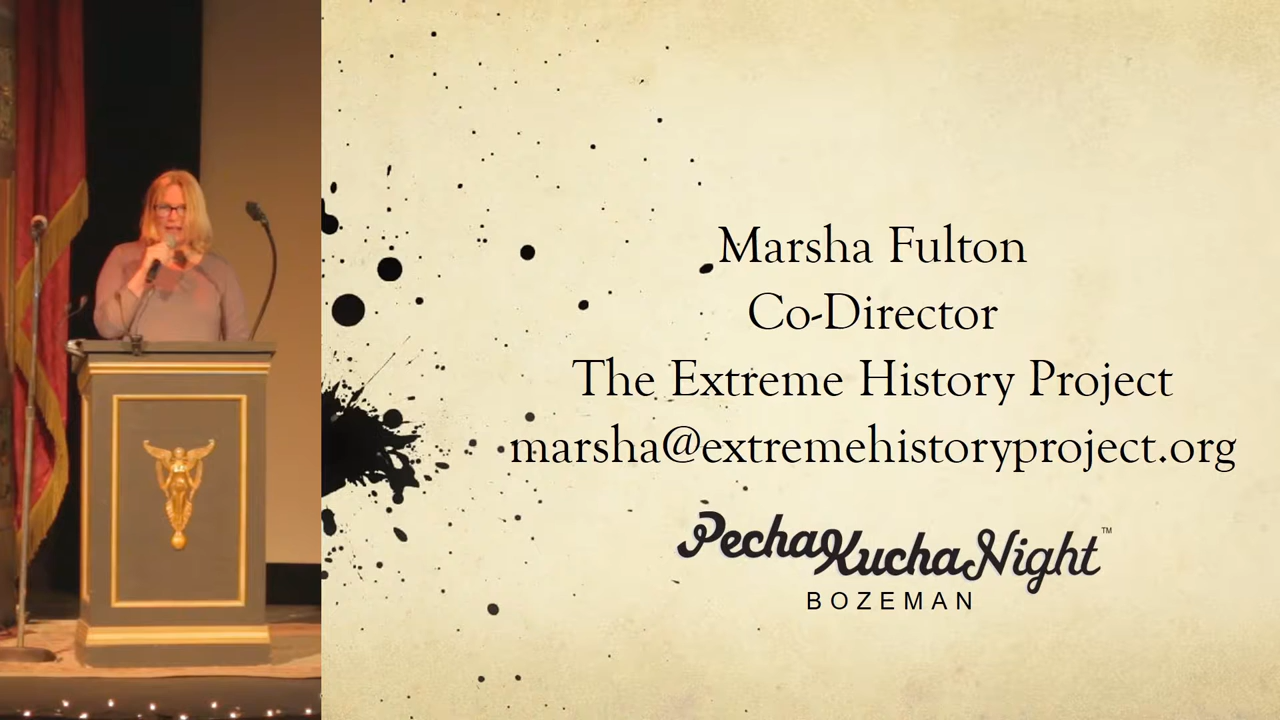 Marsha Fulton
Co-Director
The Extreme History Project
marsha@extremehistoryproject.org
PechaKuchaNight™
BOZEMAN